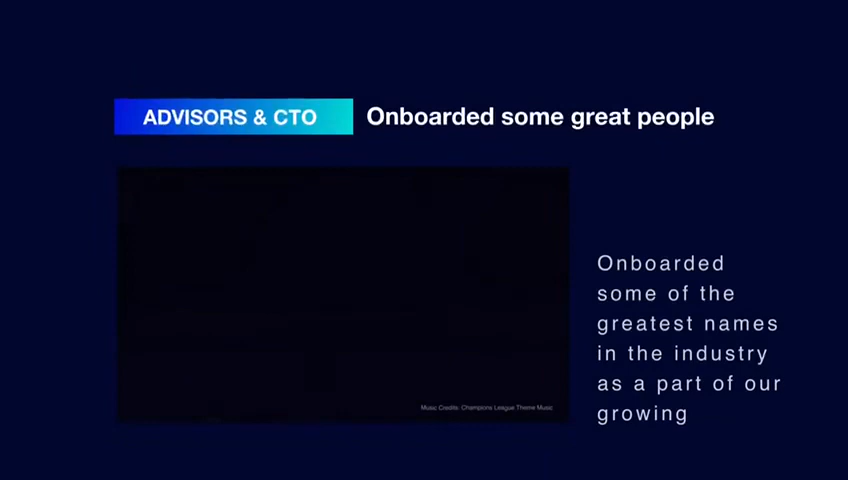 ADVISORS & CTO Onboarded some great people
Onboarded
some of the
greatest names
in the industry
as a part of our
growing
Music Credits: Champions League Theme Music